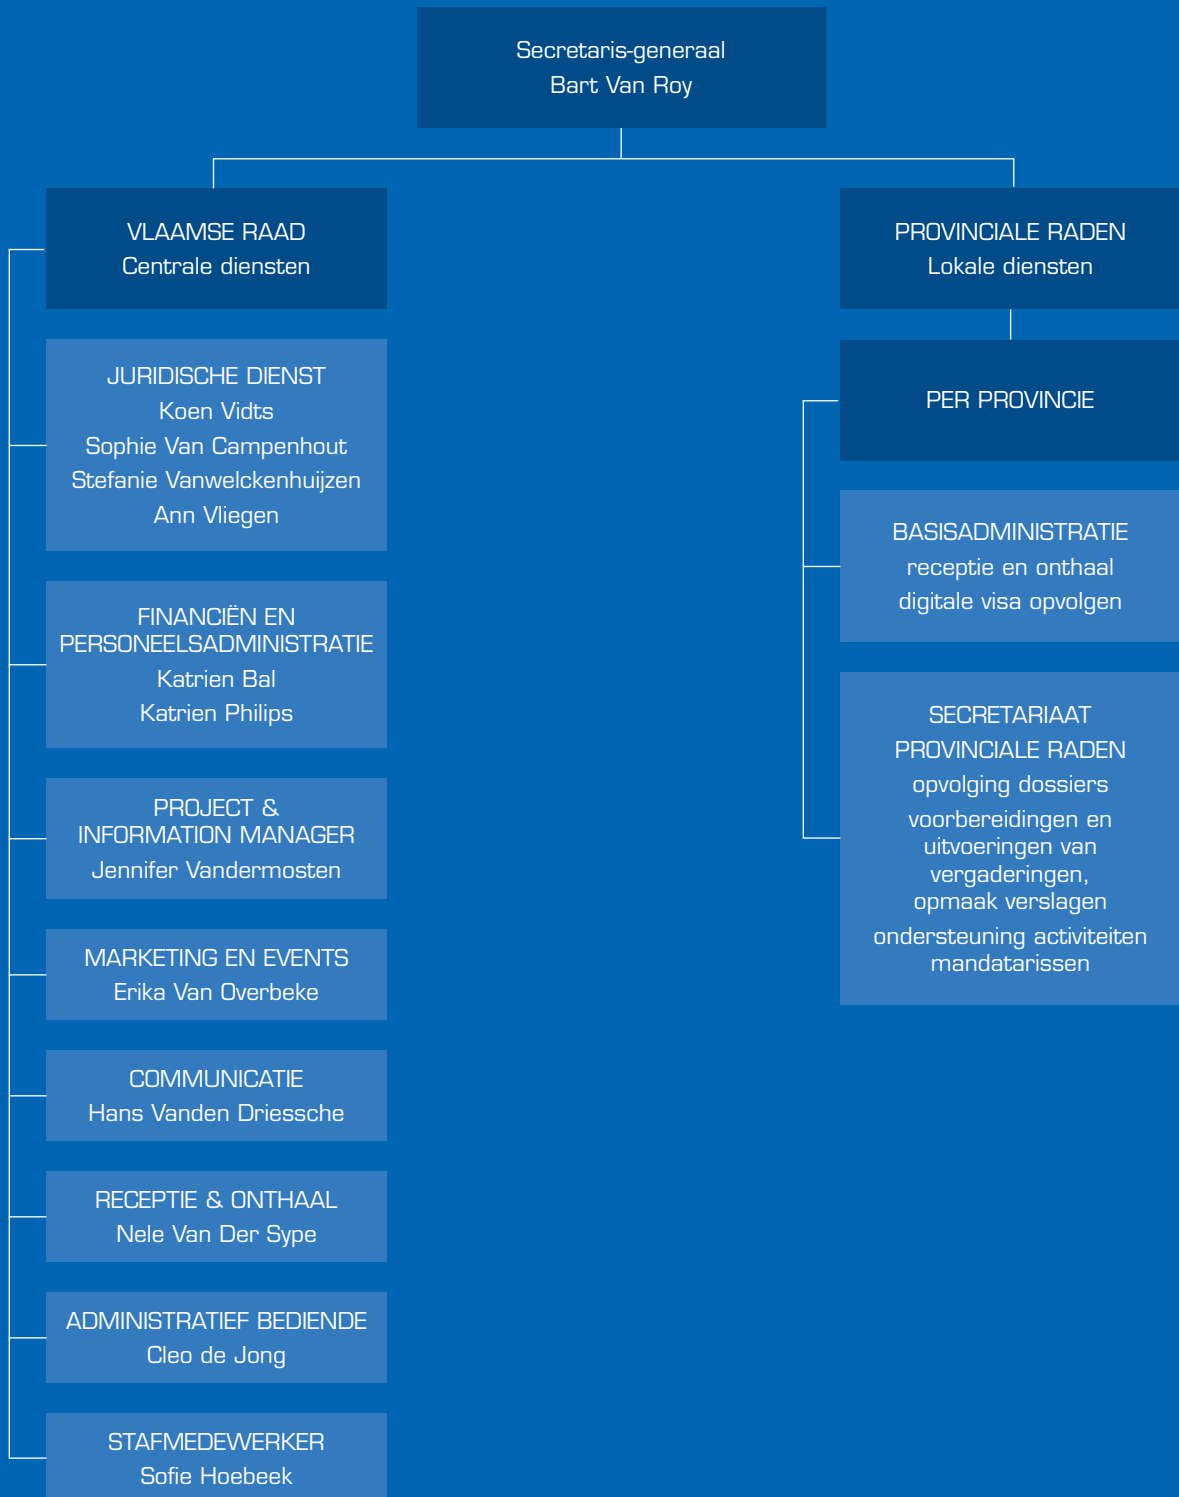 Secretaris-generaal
Bart Van Roy
VLAAMSE RAAD
Centrale diensten
JURIDISCHE DIENST
Koen Vidts
Sophie Van Campenhout
Stefanie Vanwelckenhuijzen
Ann Vliegen
FINANCIËN EN
PERSONEELSADMINISTRATIE
Katrien Bal
Katrien Philips
PROJECT &
INFORMATION MANAGER
Jennifer Vandermosten
MARKETING EN EVENTS
Erika Van Overbeke
COMMUNICATIE
Hans Vanden Driessche
RECEPTIE & ONTHAAL
Nele Van Der Sype
ADMINISTRATIEF BEDIENDE
Cleo de Jong
STAFMEDEWERKER
Sofie Hoebeek
PROVINCIALE RADEN
Lokale diensten
PER PROVINCIE
BASISADMINISTRATIE
receptie en onthaal
digitale visa opvolgen
SECRETARIAAT
PROVINCIALE RADEN
opvolging dossiers
voorbereidingen en
uitvoeringen van
vergaderingen,
opmaak verslagen
ondersteuning activiteiten
mandatarissen